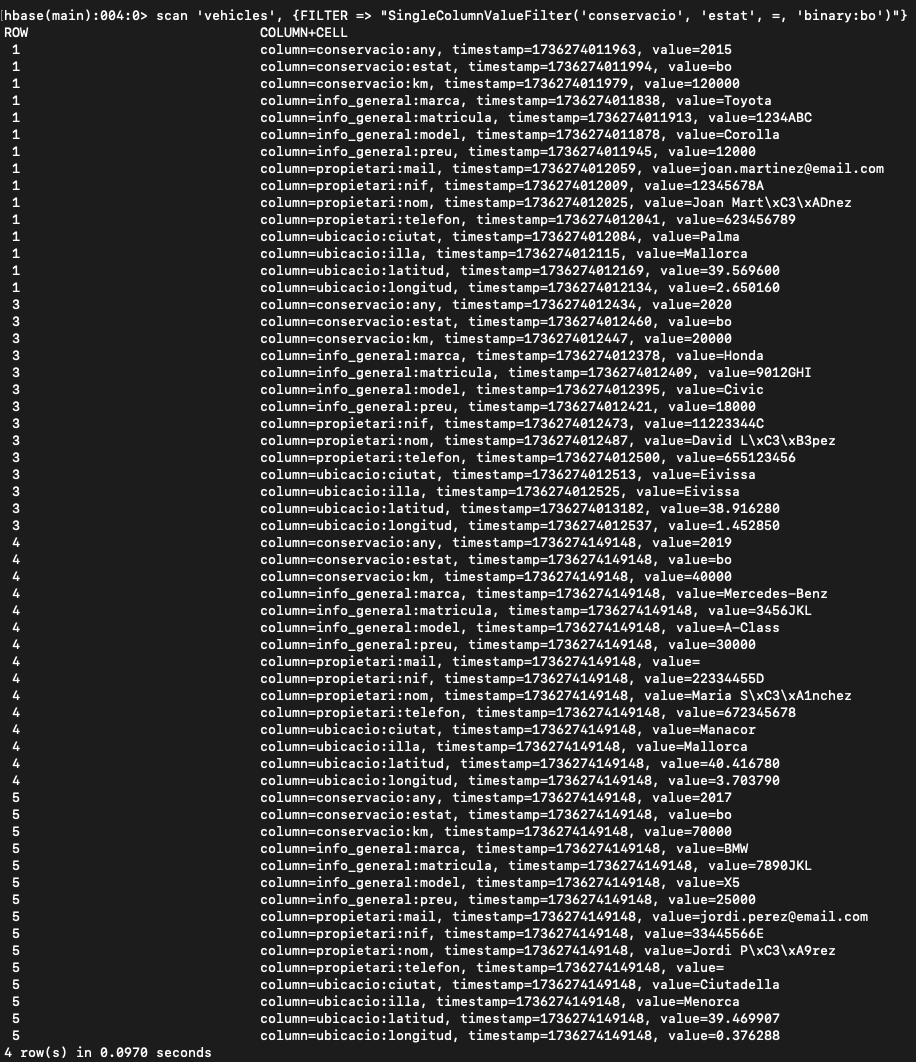 hbase(main):004:0> scan 'vehicles', {FILTER => "SingleColumnValueFilter('conservacio', 'estat', =, 'binary:bo')"}
ROW COLUMN+CELL
1 column=conservacio:any, timestamp=1736274011963, value=2015
1 column=conservacio:estat, timestamp=1736274011994, value=bo
1 column=conservacio:km, timestamp=1736274011979, value=120000
1 column=info_general:marca, timestamp=1736274011838, value=Toyota
1 column=info_general:matricula, timestamp=1736274011913, value=1234ABC
1 column=info_general:model, timestamp=1736274011878, value=Corolla
1 column=info_general:preu, timestamp=1736274011945, value=12000
1 column=propietari:mail, timestamp=1736274012059, value=joan.martinez@email.com
1 column=propietari:nif, timestamp=1736274012009, value=12345678A
1 column=propietari:nom, timestamp=1736274012025, value=Joan Mart\xC3\xADnez
1 column=propietari:telefon, timestamp=1736274012041, value=623456789
1 column=ubicacio:ciutat, timestamp=1736274012084, value=Palma
1 column=ubicacio:illa, timestamp=1736274012115, value=Mallorca
1 column=ubicacio:latitud, timestamp=1736274012169, value=39.569600
1 column=ubicacio:longitud, timestamp=1736274012134, value=2.650160
3 column=conservacio:any, timestamp=1736274012434, value=2020
3 column=conservacio:estat, timestamp=1736274012460, value=bo
3 column=conservacio:km, timestamp=1736274012447, value=20000
3 column=info_general:marca, timestamp=1736274012378, value=Honda
3 column=info_general:matricula, timestamp=1736274012409, value=9012GHI
3 column=info_general:model, timestamp=1736274012395, value=Civic
3 column=info_general:preu, timestamp=1736274012421, value=18000
3 column=propietari:nif, timestamp=1736274012473, value=11223344C
3 column=propietari:nom, timestamp=1736274012487, value=David L\xC3\xB3pez
3 column=propietari:telefon, timestamp=1736274012500, value=655123456
3 column=ubicacio:ciutat, timestamp=1736274012513, value=Eivissa
3 column=ubicacio:illa, timestamp=1736274012525, value=Eivissa
3 column=ubicacio:latitud, timestamp=1736274013182, value=38.916280
3 column=ubicacio:longitud, timestamp=1736274012537, value=1.452850
4 column=conservacio:any, timestamp=1736274149148, value=2019
4 column=conservacio:estat, timestamp=1736274149148, value=bo
4 column=conservacio:km, timestamp=1736274149148, value=40000
4 column=info_general:marca, timestamp=1736274149148, value=Mercedes-Benz
4 column=info_general:matricula, timestamp=1736274149148, value=3456JKL
4 column=info_general:model, timestamp=1736274149148, value=A-Class
4 column=info_general:preu, timestamp=1736274149148, value=30000
4 column=propietari:mail, timestamp=1736274149148, value=
4 column=propietari:nif, timestamp=1736274149148, value=22334455D
4 column=propietari:nom, timestamp=1736274149148, value=Maria S\xC3\xA1nchez
4 column=propietari:telefon, timestamp=1736274149148, value=672345678
4 column=ubicacio:ciutat, timestamp=1736274149148, value=Manacor
4 column=ubicacio:illa, timestamp=1736274149148, value=Mallorca
4 column=ubicacio:latitud, timestamp=1736274149148, value=40.416780
4 column=ubicacio:longitud, timestamp=1736274149148, value=3.703790
5 column=conservacio:any, timestamp=1736274149148, value=2017
5 column=conservacio:estat, timestamp=1736274149148, value=bo
5 column=conservacio:km, timestamp=1736274149148, value=70000
5 column=info_general:marca, timestamp=1736274149148, value=BMW
5 column=info_general:matricula, timestamp=1736274149148, value=7890JKL
5 column=info_general:model, timestamp=1736274149148, value=X5
5 column=info_general:preu, timestamp=1736274149148, value=25000
5 column=propietari:mail, timestamp=1736274149148, value=jordi.perez@email.com
5 column=propietari:nif, timestamp=1736274149148, value=33445566E
5 column=propietari:nom, timestamp=1736274149148, value=Jordi P\xC3\xA9rez
5 column=propietari:telefon, timestamp=1736274149148, value=
5 column=ubicacio:ciutat, timestamp=1736274149148, value=Ciutadella
5 column=ubicacio:illa, timestamp=1736274149148, value=Menorca
5 column=ubicacio:latitud, timestamp=1736274149148, value=39.469907
5 column=ubicacio:longitud, timestamp=1736274149148, value=0.376288
4 row(s) in 0.0970 seconds